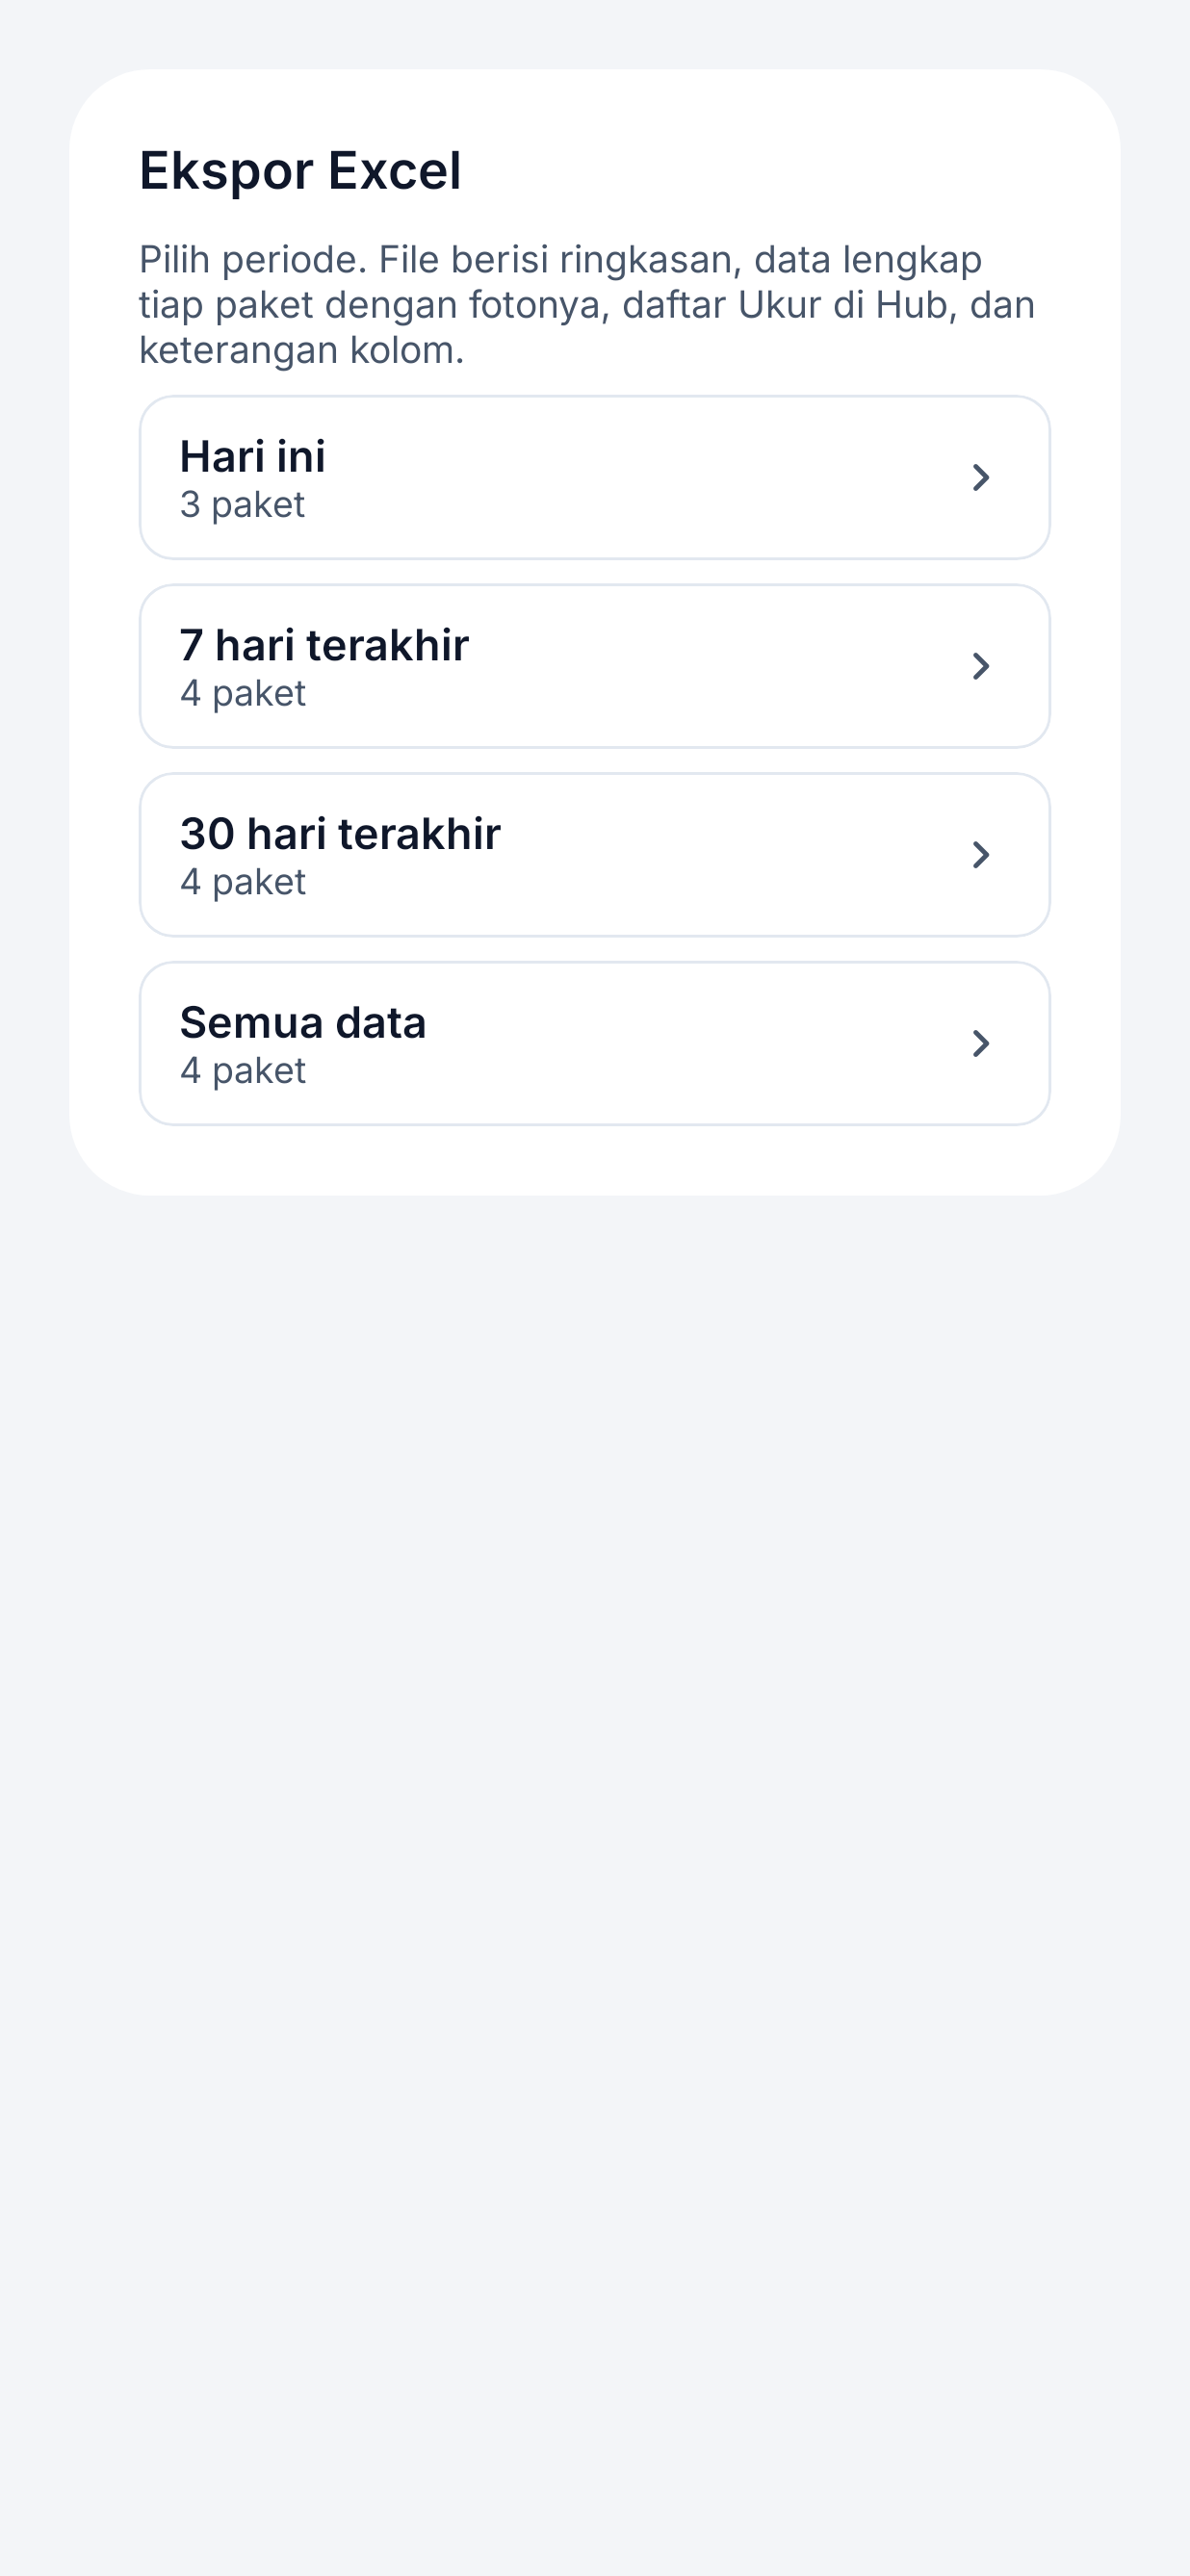 Ekspor Excel
Pilih periode. File berisi ringkasan, data lengkap
tiap paket dengan fotonya, daftar Ukur di Hub, dan
keterangan kolom.
Hari ini
3 paket
7 hari terakhir
4 paket
30 hari terakhir
4 paket
Semua data
4 paket